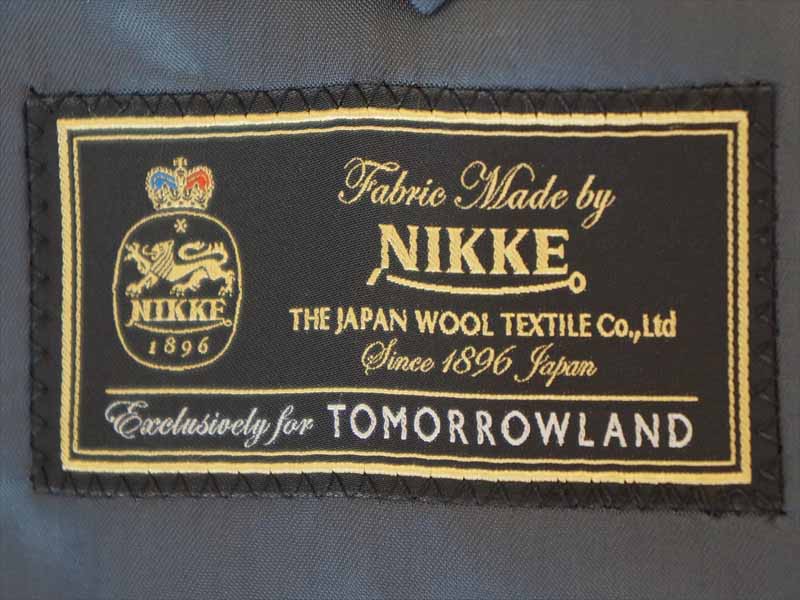 NIKKE
1896
Fabric Made by
NIKKE
THE JAPAN WOOL TEXTILE Co.,Ltd
Since 1896 Japan
Exclusively for TOMORROWLAND